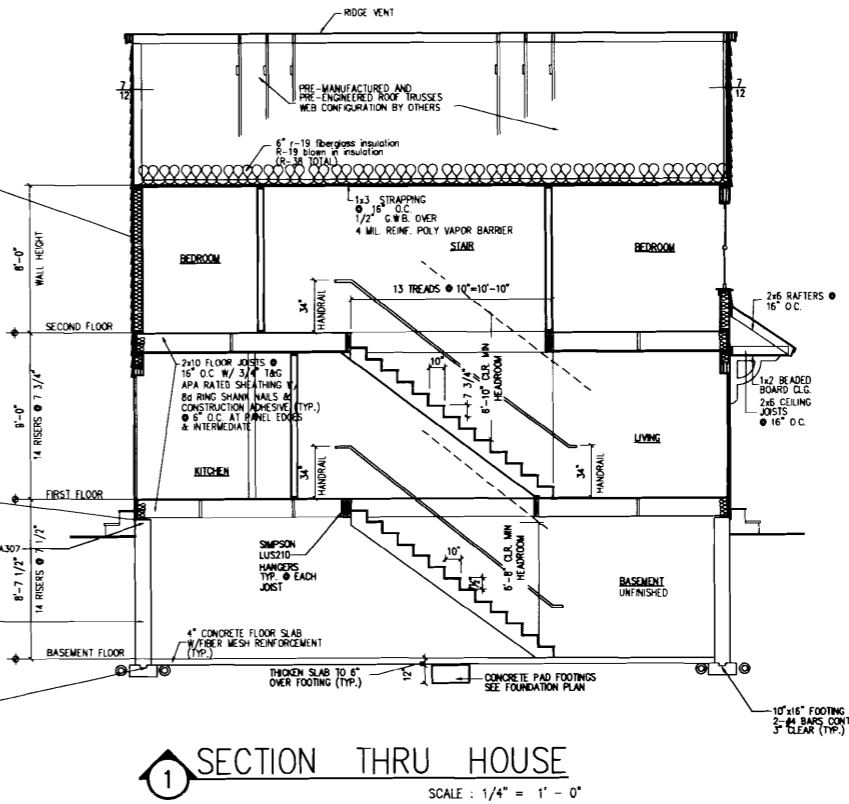 RIDGE VENT
7
12
7
12
PRE-MANUFACTURED AND
PRE-ENGINEERED ROOF TRUSSES
WEB CONFIGURATION BY OTHERS
6" r-19 fiberglass insulation
R-19 blown in insulation
(R-38 TOTAL)
1x3 STRAPPING
@ 16" O.C.
1/2" G.W.B. OVER
4 MIL. REINF. POLY VAPOR BARRIER
8'-0"
WALL HEIGHT
BEDROOM
STAIR
BEDROOM
13 TREADS @ 10"=10'-10"
34"
HANDRAIL
2x6 RAFTERS @
16" O.C.
SECOND FLOOR
2x10 FLOOR JOISTS @
16" O.C W/ 3/4" T&G
APA RATED SHEATHING W/
8d RING SHANK NAILS &
CONSTRUCTION ADHESIVE (TYP.)
@ 6" O.C. AT PANEL EDGES
& INTERMEDIATE
10"
7 3/4"
6'-10" CLR. MIN
HEADROOM
1x2 BEADED
BOARD CLG.
2x6 CEILING
JOISTS
@ 16" O.C.
9'-0"
14 RISERS @ 7 3/4"
KITCHEN
34"
HANDRAIL
LIVING
34"
HANDRAIL
FIRST FLOOR
A307
8'-7 1/2"
14 RISERS @ 7 1/2"
SIMPSON
LUS210
HANGERS
TYP. @ EACH
JOIST
10"
7 1/2"
6'-8" CLR. MIN
HEADROOM
BASEMENT
UNFINISHED
BASEMENT FLOOR
4" CONCRETE FLOOR SLAB
W/FIBER MESH REINFORCEMENT
(TYP.)
THICKEN SLAB TO 6"
OVER FOOTING (TYP.)
12"
CONCRETE PAD FOOTINGS
SEE FOUNDATION PLAN
10"x16" FOOTING
2-#4 BARS CONT
3" CLEAR (TYP.)
1 SECTION THRU HOUSE
SCALE : 1/4" = 1' - 0"